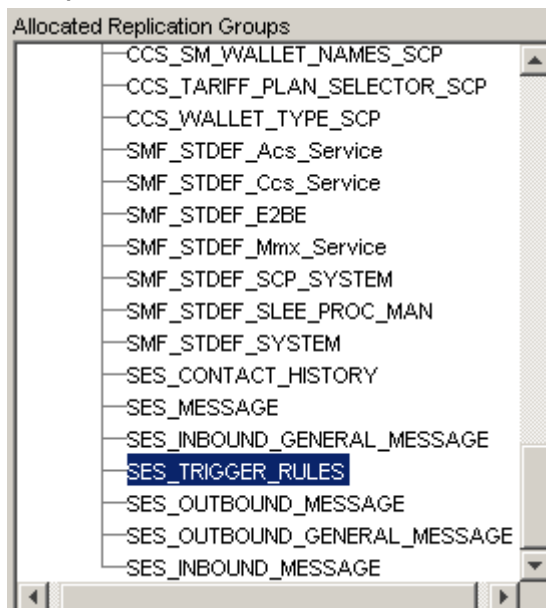 Allocated Replication Groups
CCS_SM_WALLET_NAMES_SCP
CCS_TARIFF_PLAN_SELECTOR_SCP
CCS_WALLET_TYPE_SCP
SMF_STDEF_Acs_Service
SMF_STDEF_Ccs_Service
SMF_STDEF_E2BE
SMF_STDEF_Mmx_Service
SMF_STDEF_SCP_SYSTEM
SMF_STDEF_SLEE_PROC_MAN
SMF_STDEF_SYSTEM
SES_CONTACT_HISTORY
SES_MESSAGE
SES_INBOUND_GENERAL_MESSAGE
SES_TRIGGER_RULES
SES_OUTBOUND_MESSAGE
SES_OUTBOUND_GENERAL_MESSAGE
SES_INBOUND_MESSAGE